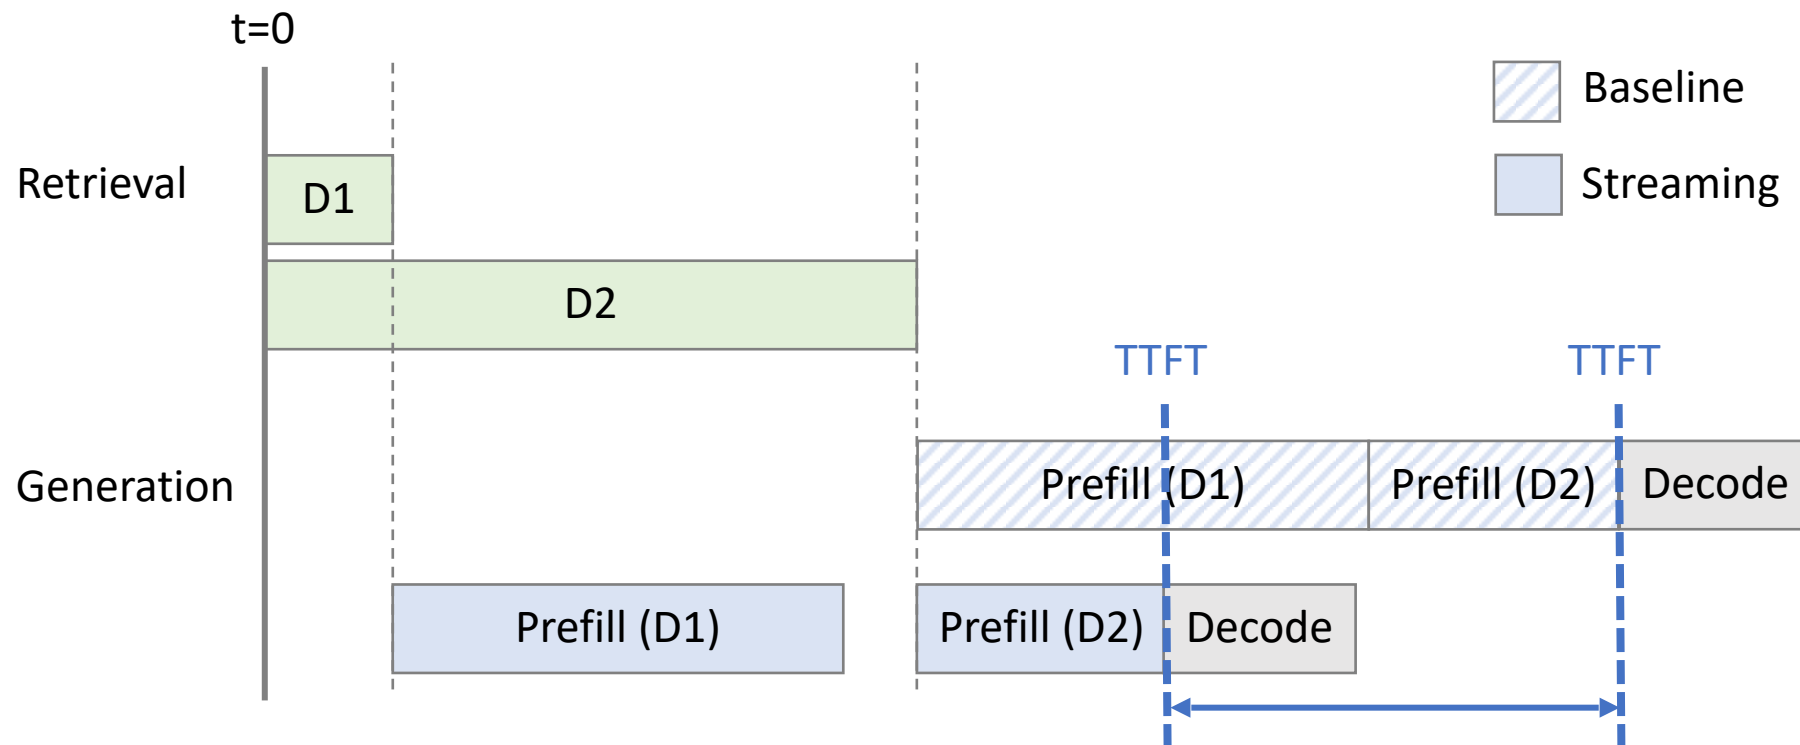 t=0
Baseline
Streaming
Retrieval
D1
D2
TTFT
TTFT
Generation
Prefill (D1)
Prefill (D2)
Decode
Prefill (D1)
Prefill (D2)
Decode